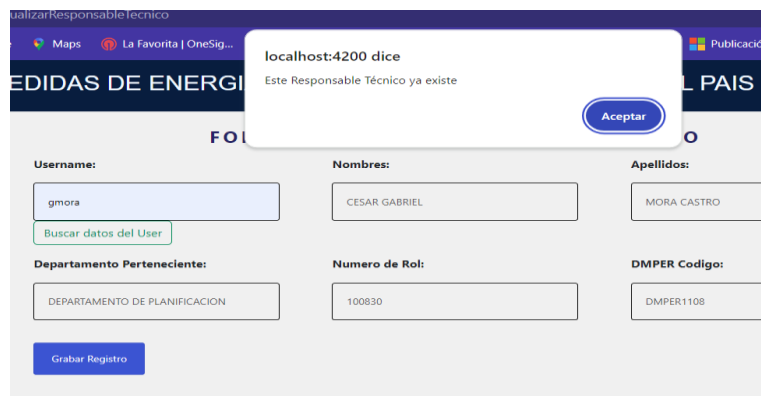 ualizarResponsableTecnico
Maps La Favorita | OneSig... Publicació
localhost:4200 dice
Este Responsable Técnico ya existe
Aceptar
EDIDAS DE ENERGI L PAIS
FO O
Username: Nombres: Apellidos:
gmora CESAR GABRIEL MORA CASTRO
Buscar datos del User
Departamento Perteneciente: Numero de Rol: DMPER Codigo:
DEPARTAMENTO DE PLANIFICACION 100830 DMPER1108
Grabar Registro